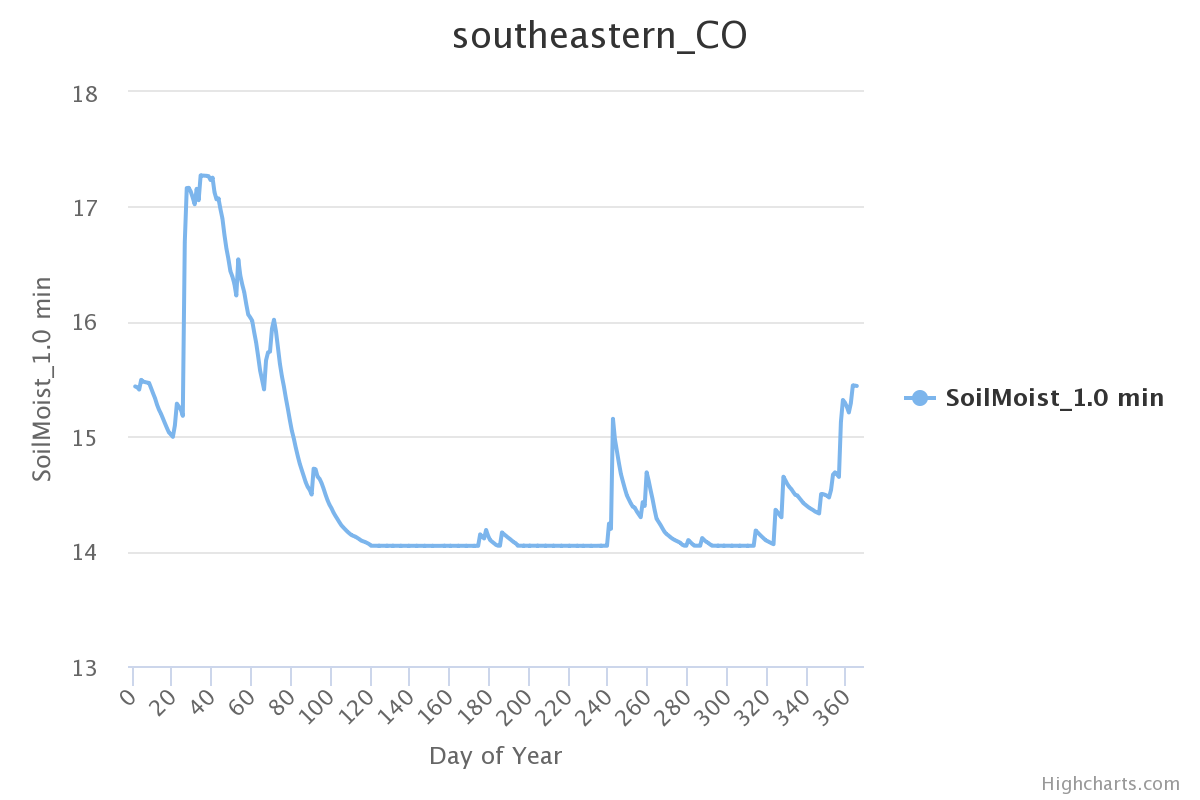 southeastern_CO
SoilMoist_1.0 min
18
17
16
15
14
13
0 20 40 60 80 100 120 140 160 180 200 220 240 260 280 300 320 340 360
Day of Year
SoilMoist_1.0 min
Highcharts.com